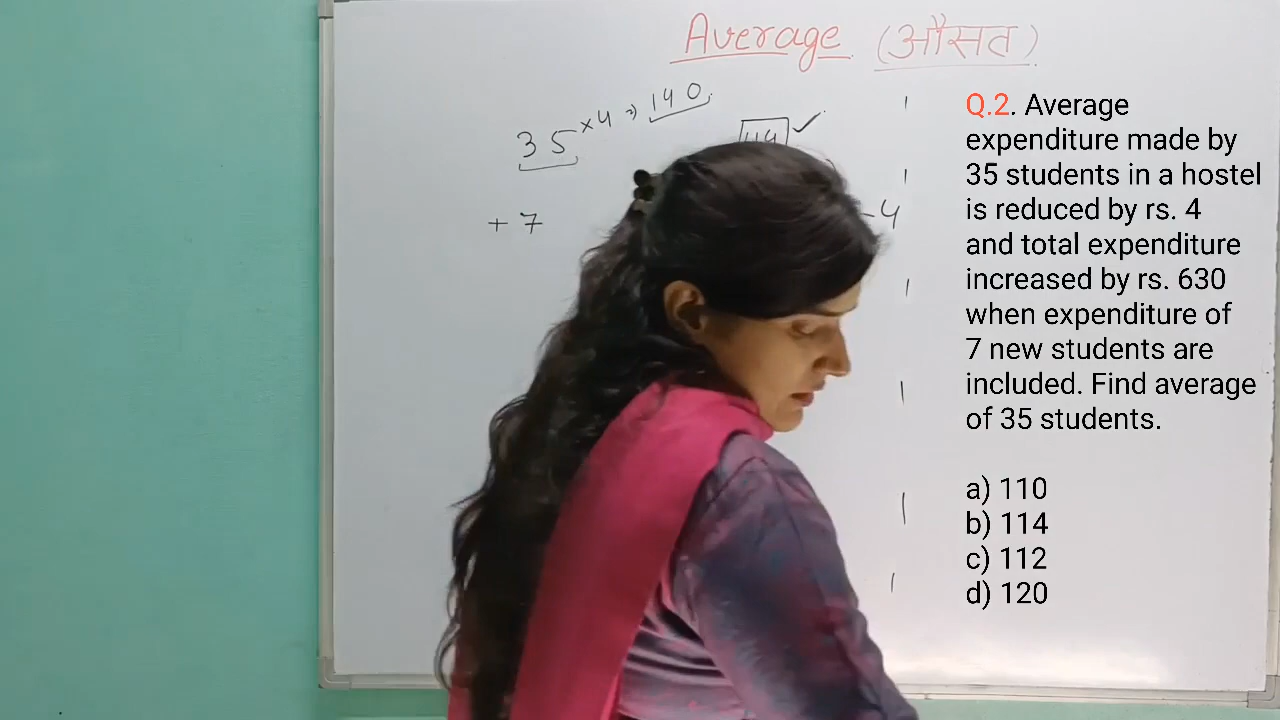 Average (औसत)
35 ×4 ⇒ 140
+ 7
- 4
Q.2. Average
expenditure made by
35 students in a hostel
is reduced by rs. 4
and total expenditure
increased by rs. 630
when expenditure of
7 new students are
included. Find average
of 35 students.
a) 110
b) 114
c) 112
d) 120